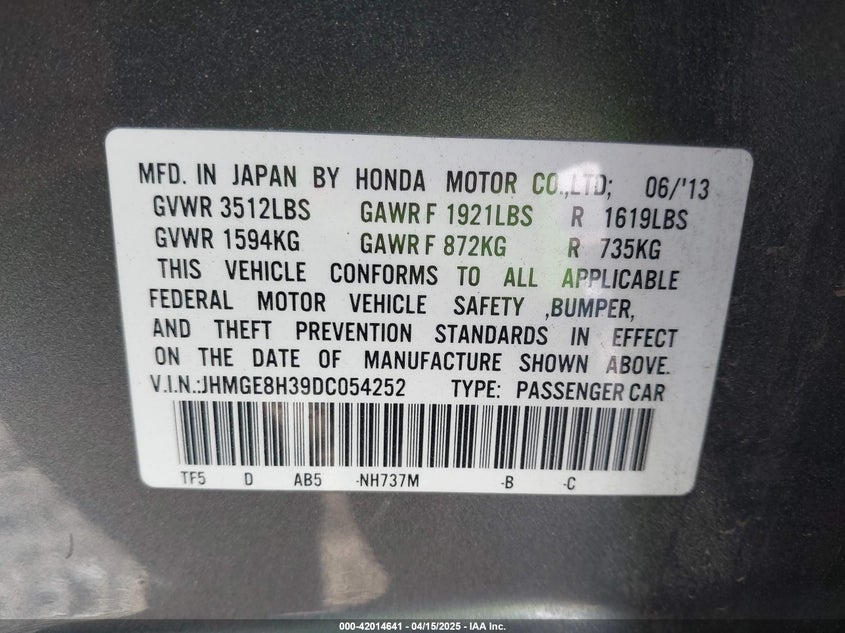 MFD. IN JAPAN BY HONDA MOTOR CO.,LTD; 06/'13
GVWR 3512LBS GAWR F 1921LBS R 1619LBS
GVWR 1594KG GAWR F 872KG R 735KG
THIS VEHICLE CONFORMS TO ALL APPLICABLE
FEDERAL MOTOR VEHICLE SAFETY ,BUMPER,
AND THEFT PREVENTION STANDARDS IN EFFECT
ON THE DATE OF MANUFACTURE SHOWN ABOVE.
V.I.N.:JHMGE8H39DC054252 TYPE: PASSENGER CAR
TF5 D AB5 -NH737M -B -C
000-42014641 - 04/15/2025 - IAA Inc.